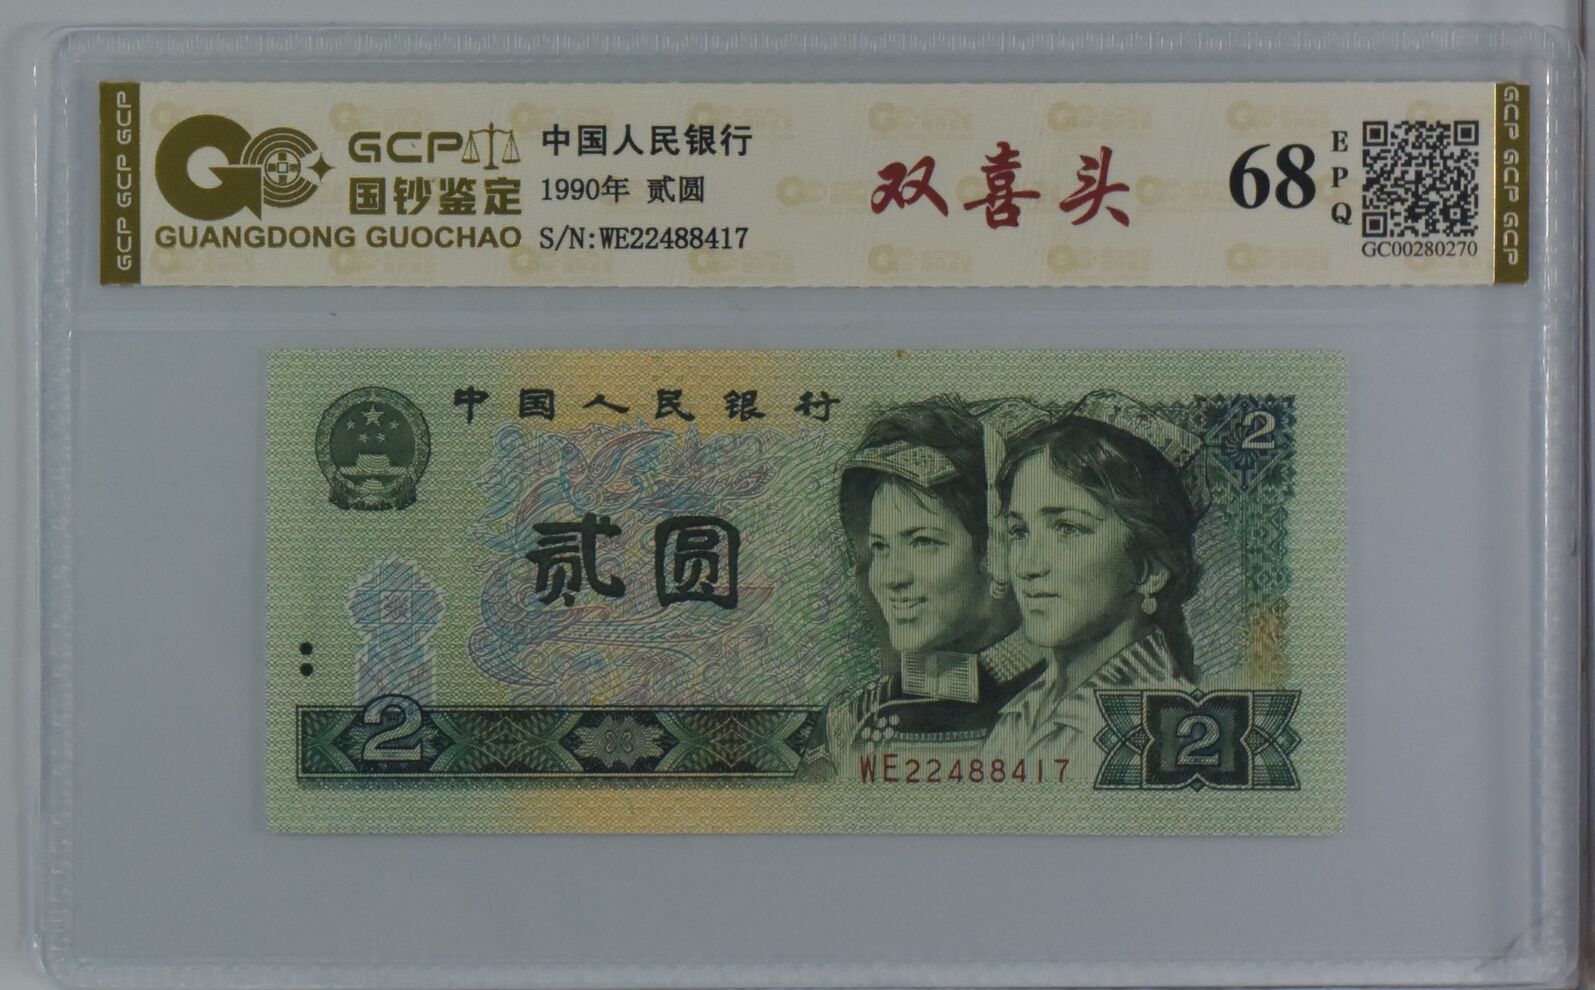 GCP GCP GCP
GCP
国钞鉴定
GUANGDONG GUOCHAO
中国人民银行
1990年 贰圆
S/N:WE22488417
双喜头
68
EPQ
GC00280270
GCP GCP GCP
中国人民银行
2
贰圆
2
2
WE22488417